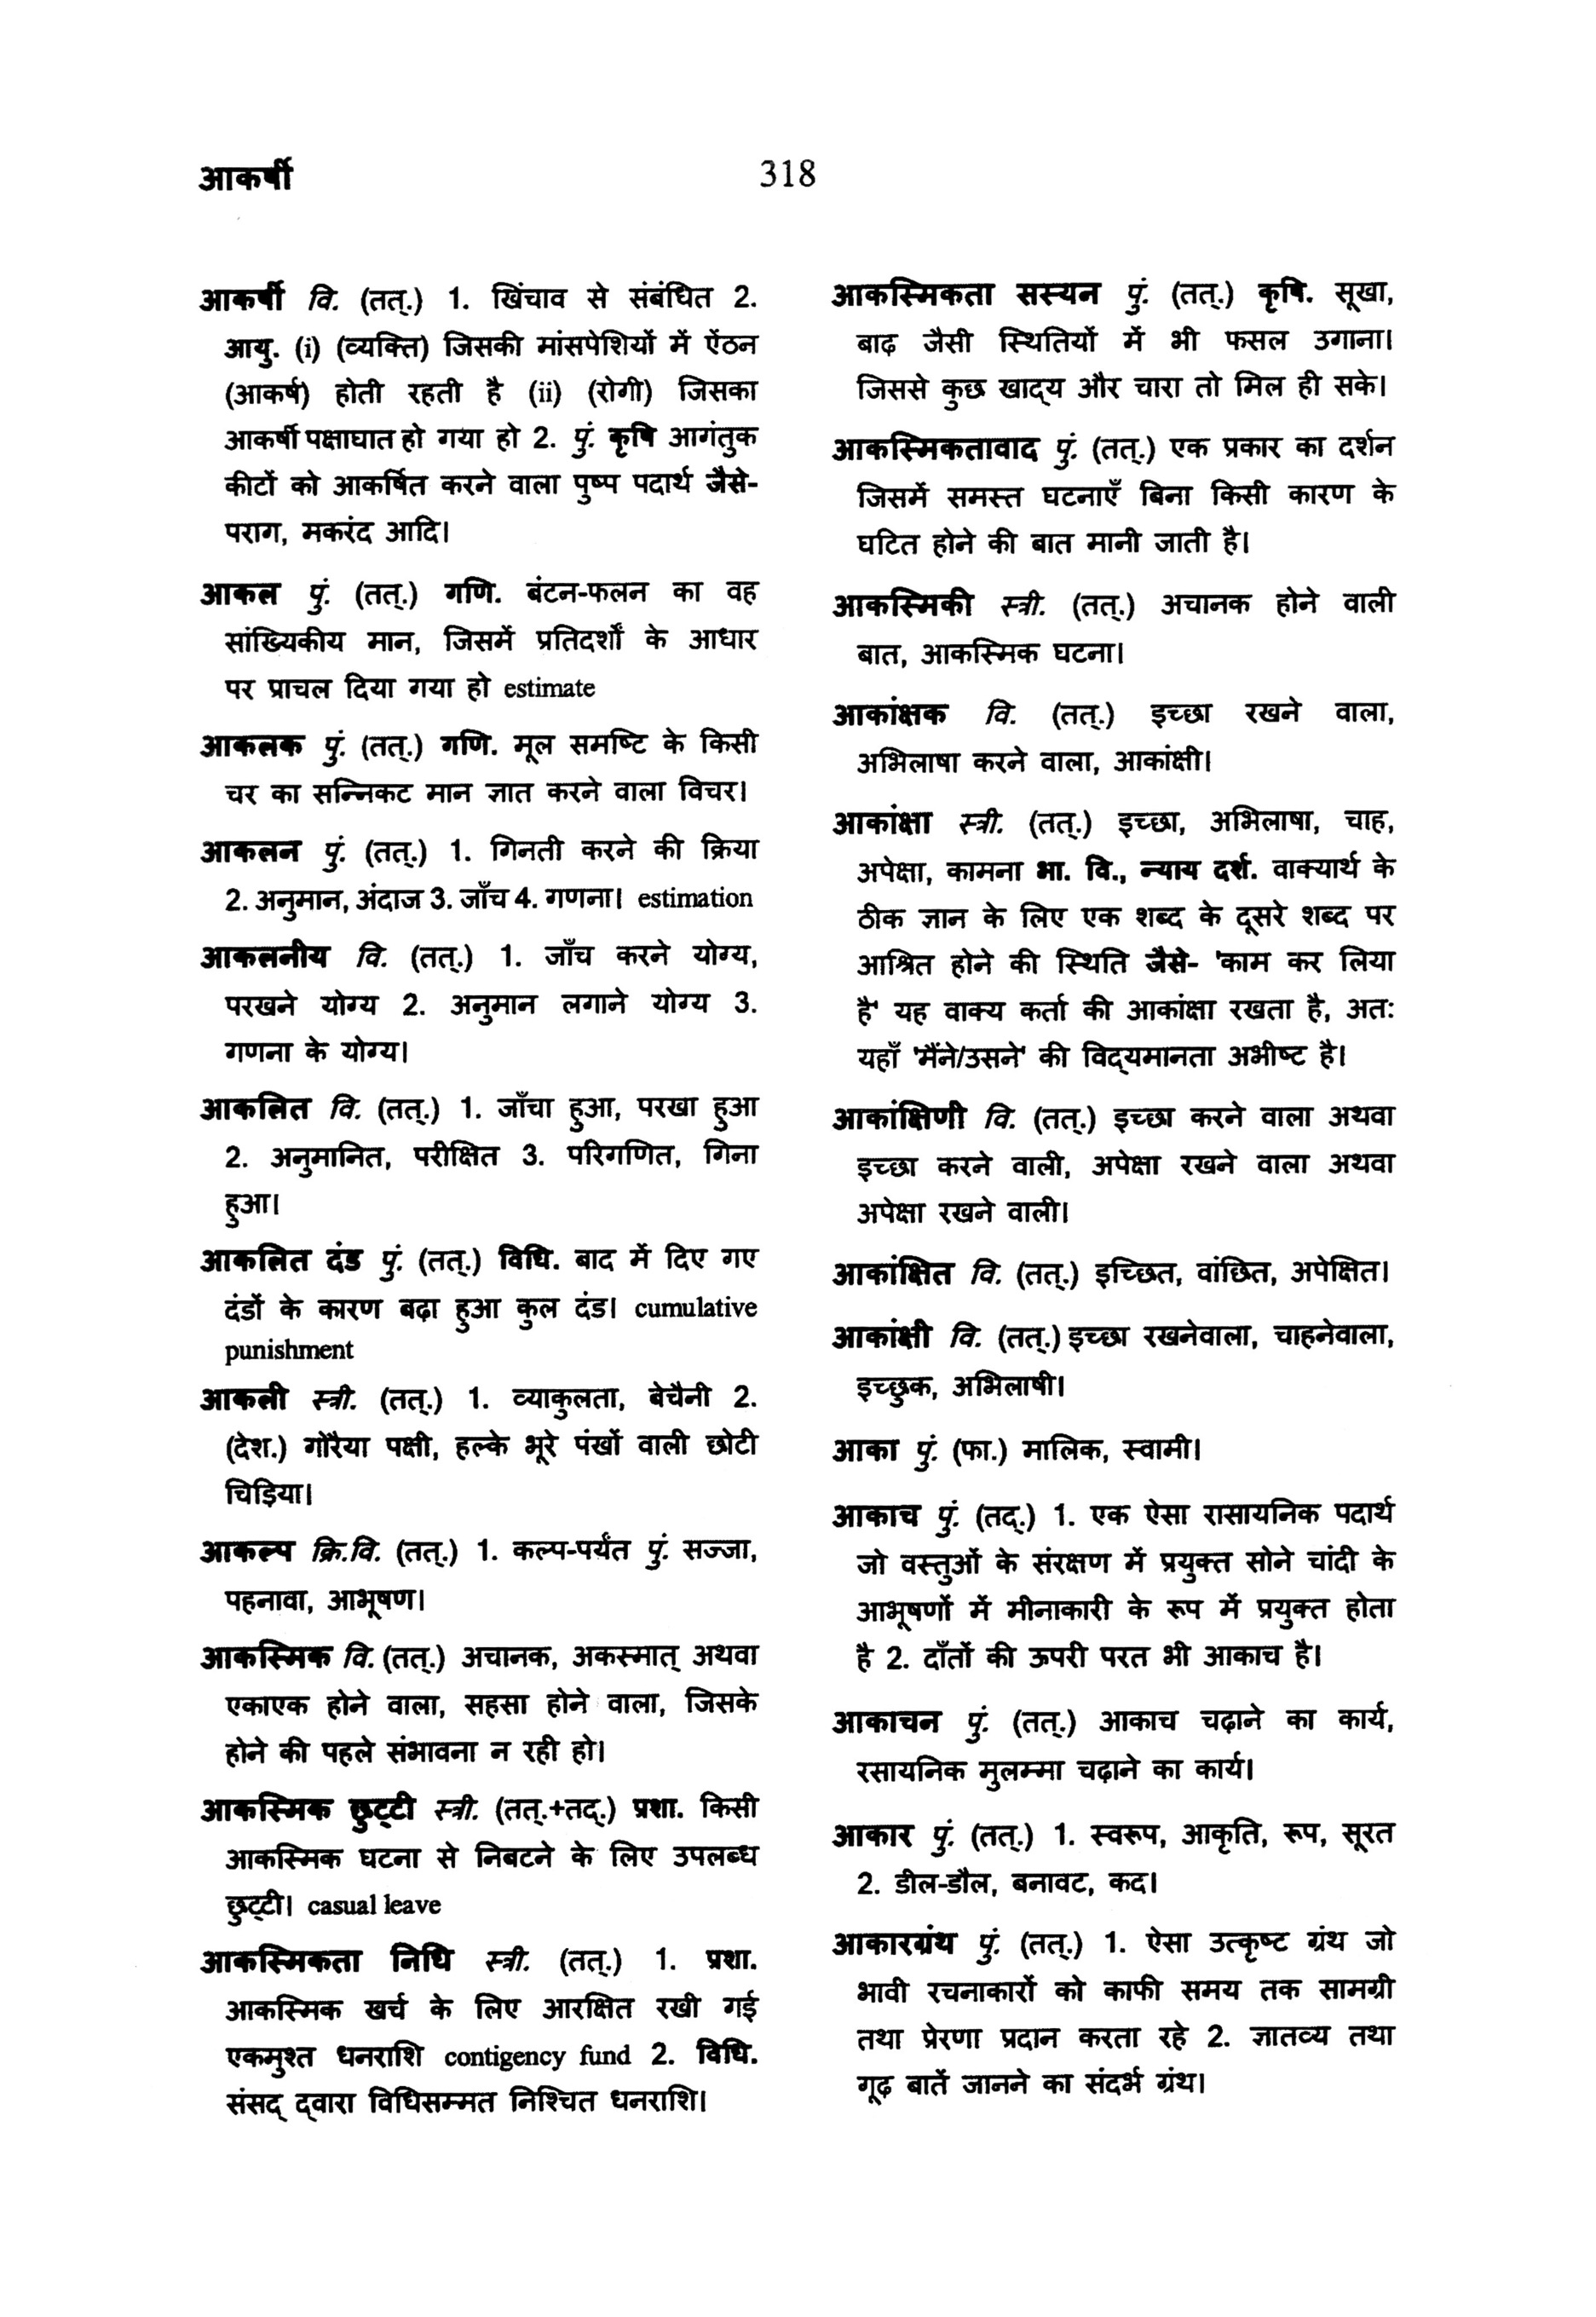 आकर्षी
318
आकर्षी वि. (तत्.) 1. खिंचाव से संबंधित 2.
आयु. (i) (व्यक्ति) जिसकी मांसपेशियों में ऐंठन
(आकर्ष) होती रहती है (ii) (रोगी) जिसका
आकर्षी पक्षाघात हो गया हो 2. पुं. कृषि आगंतुक
कीटों को आकर्षित करने वाला पुष्प पदार्थ जैसे-
पराग, मकरंद आदि।
आकल पुं. (तत्.) गणि. बंटन-फलन का वह
सांख्यिकीय मान, जिसमें प्रतिदर्शों के आधार
पर प्राचल दिया गया हो estimate
आकलक पुं. (तत्.) गणि. मूल समष्टि के किसी
चर का सन्निकट मान ज्ञात करने वाला विचर।
आकलन पुं. (तत्.) 1. गिनती करने की क्रिया
2. अनुमान, अंदाज 3. जाँच 4. गणना। estimation
आकलनीय वि. (तत्.) 1. जाँच करने योग्य,
परखने योग्य 2. अनुमान लगाने योग्य 3.
गणना के योग्य।
आकलित वि. (तत्.) 1. जाँचा हुआ, परखा हुआ
2. अनुमानित, परीक्षित 3. परिगणित, गिना
हुआ।
आकलित दंड पुं. (तत्.) विधि. बाद में दिए गए
दंडों के कारण बढ़ा हुआ कुल दंड। cumulative
punishment
आकली स्त्री. (तत्.) 1. व्याकुलता, बेचैनी 2.
(देश.) गोरैया पक्षी, हल्के भूरे पंखों वाली छोटी
चिड़िया।
आकल्प क्रि.वि. (तत्.) 1. कल्प-पर्यंत पुं. सज्जा,
पहनावा, आभूषण।
आकस्मिक वि. (तत्.) अचानक, अकस्मात् अथवा
एकाएक होने वाला, सहसा होने वाला, जिसके
होने की पहले संभावना न रही हो।
आकस्मिक छुट्टी स्त्री. (तत्.+तद्.) प्रशा. किसी
आकस्मिक घटना से निबटने के लिए उपलब्ध
छुट्टी। casual leave
आकस्मिकता निधि स्त्री. (तत्.) 1. प्रशा.
आकस्मिक खर्च के लिए आरक्षित रखी गई
एकमुश्त धनराशि contigency fund 2. विधि.
संसद् द्वारा विधिसम्मत निश्चित धनराशि।
आकस्मिकता सस्यन पुं. (तत्.) कृषि. सूखा,
बाढ़ जैसी स्थितियों में भी फसल उगाना।
जिससे कुछ खाद्य और चारा तो मिल ही सके।
आकस्मिकतावाद पुं. (तत्.) एक प्रकार का दर्शन
जिसमें समस्त घटनाएँ बिना किसी कारण के
घटित होने की बात मानी जाती है।
आकस्मिकी स्त्री. (तत्.) अचानक होने वाली
बात, आकस्मिक घटना।
आकांक्षक वि. (तत्.) इच्छा रखने वाला,
अभिलाषा करने वाला, आकांक्षी।
आकांक्षा स्त्री. (तत्.) इच्छा, अभिलाषा, चाह,
अपेक्षा, कामना भा. वि., न्याय दर्श. वाक्यार्थ के
ठीक ज्ञान के लिए एक शब्द के दूसरे शब्द पर
आश्रित होने की स्थिति जैसे- 'काम कर लिया
है' यह वाक्य कर्ता की आकांक्षा रखता है, अत:
यहाँ 'मैंने/उसने' की विद्यमानता अभीष्ट है।
आकांक्षिणी वि. (तत्.) इच्छा करने वाला अथवा
इच्छा करने वाली, अपेक्षा रखने वाला अथवा
अपेक्षा रखने वाली।
आकांक्षित वि. (तत्.) इच्छित, वांछित, अपेक्षित।
आकांक्षी वि. (तत्.) इच्छा रखनेवाला, चाहनेवाला,
इच्छुक, अभिलाषी।
आका पुं. (फा.) मालिक, स्वामी।
आकाच पुं. (तद्.) 1. एक ऐसा रासायनिक पदार्थ
जो वस्तुओं के संरक्षण में प्रयुक्त सोने चांदी के
आभूषणों में मीनाकारी के रूप में प्रयुक्त होता
है 2. दाँतों की ऊपरी परत भी आकाच है।
आकाचन पुं. (तत्.) आकाच चढ़ाने का कार्य,
रसायनिक मुलम्मा चढ़ाने का कार्य।
आकार पुं. (तत्.) 1. स्वरूप, आकृति, रूप, सूरत
2. डील-डौल, बनावट, कद।
आकारग्रंथ पुं. (तत्.) 1. ऐसा उत्कृष्ट ग्रंथ जो
भावी रचनाकारों को काफी समय तक सामग्री
तथा प्रेरणा प्रदान करता रहे 2. ज्ञातव्य तथा
गूढ़ बातें जानने का संदर्भ ग्रंथ।